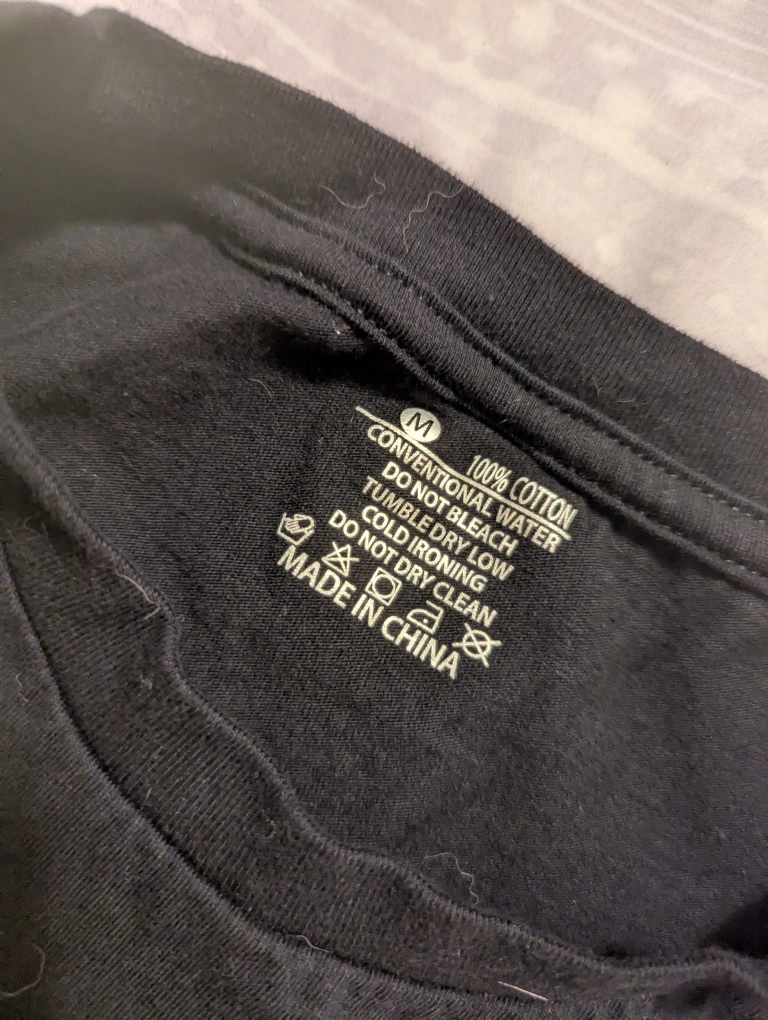 M 100% COTTON
CONVENTIONAL WATER
DO NOT BLEACH
TUMBLE DRY LOW
COLD IRONING
DO NOT DRY CLEAN
MADE IN CHINA